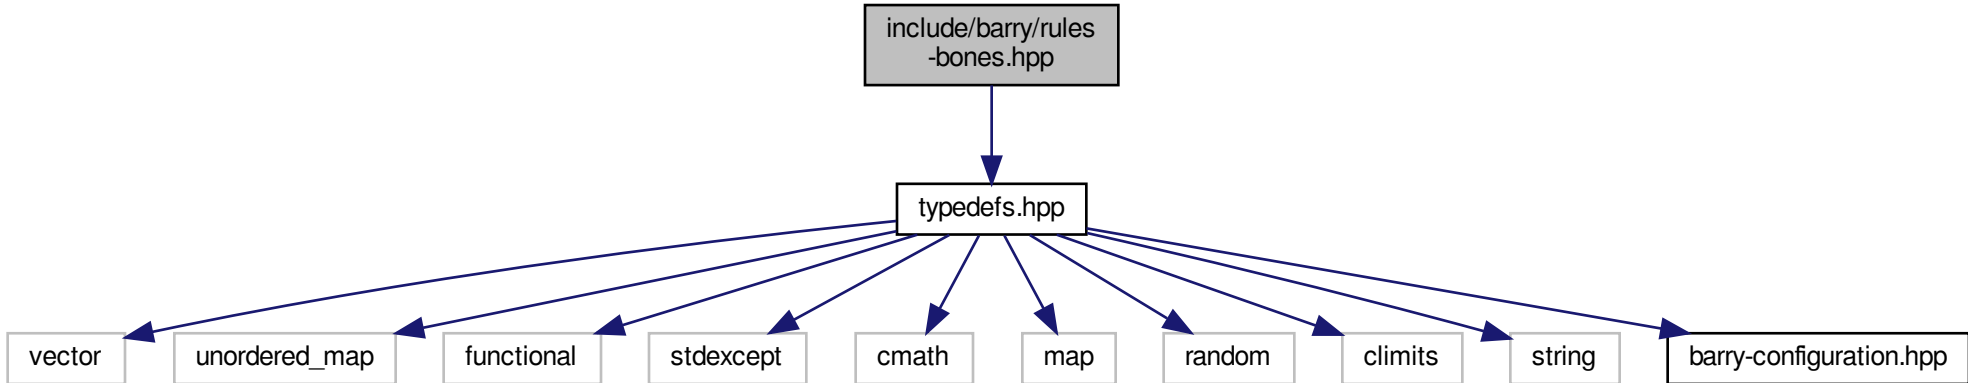 include/barry/rules
-bones.hpp
typedefs.hpp
vector
unordered_map
functional
stdexcept
cmath
map
random
climits
string
barry-configuration.hpp